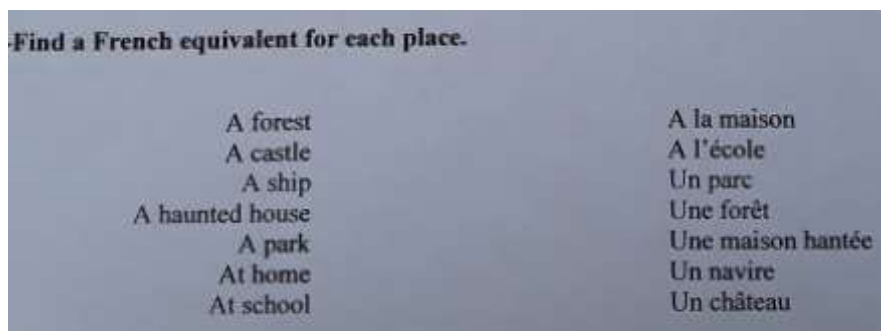 -Find a French equivalent for each place.
A forest
A castle
A ship
A haunted house
A park
At home
At school
A la maison
A l'école
Un parc
Une forêt
Une maison hantée
Un navire
Un château